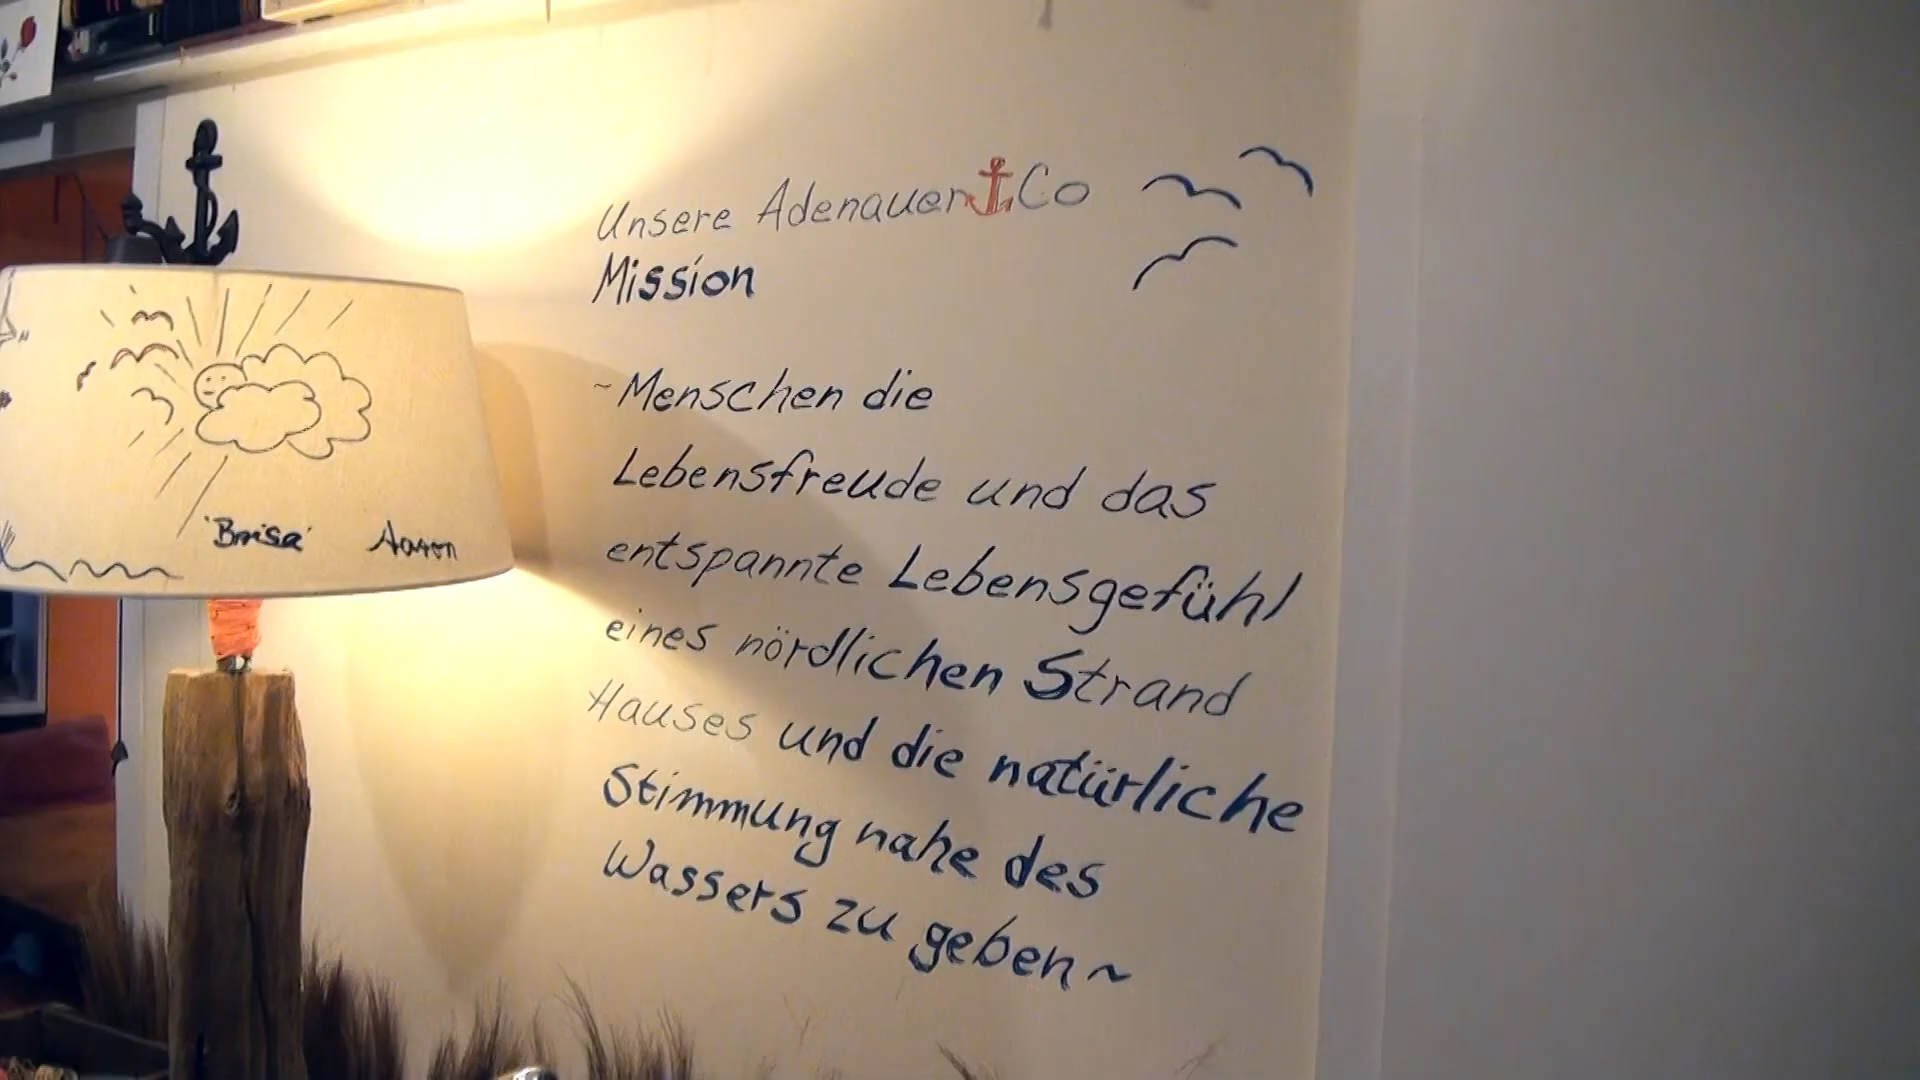 Unsere Adenauer Co
Mission
~Menschen die
Lebensfreude und das
entspannte Lebensgefühl
eines nördlichen Strand
Hauses und die natürliche
Stimmung nahe des
Wassers zu geben~
Aaron